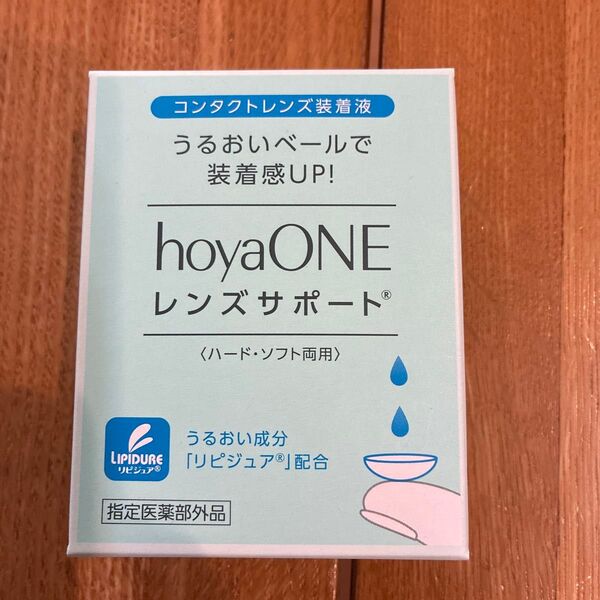 コンタクトレンズ装着液
うるおいベールで
装着感UP!
hoyaONE
レンズサポート®
〈ハード・ソフト両用〉
LIPIDURE
リピジュア®
うるおい成分
「リピジュア®」配合
指定医薬部外品